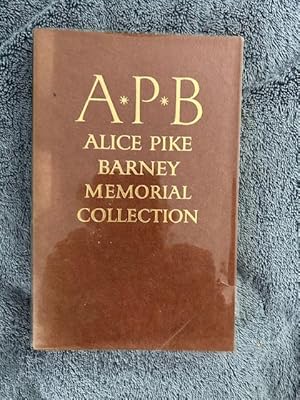 A*P*B
ALICE PIKE
BARNEY
MEMORIAL
COLLECTION